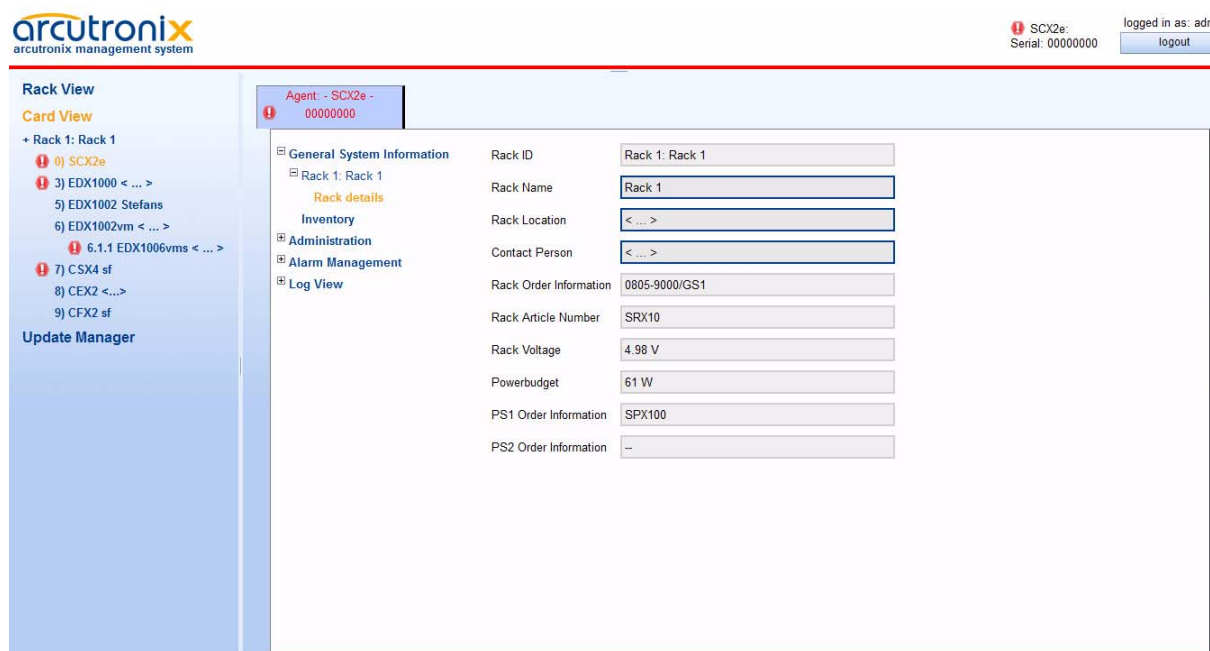 arcutronix
arcutronix management system
SCX2e:
Serial: 00000000
logged in as: adr
logout
Rack View
Card View
+ Rack 1: Rack 1
0) SCX2e
3) EDX1000 < ... >
5) EDX1002 Stefans
6) EDX1002vm < ... >
6.1.1 EDX1006vms < ... >
7) CSX4 sf
8) CEX2 <...>
9) CFX2 sf
Update Manager
Agent: - SCX2e -
00000000
General System Information
Rack 1: Rack 1
Rack details
Inventory
Administration
Alarm Management
Log View
Rack ID Rack 1: Rack 1
Rack Name Rack 1
Rack Location < ... >
Contact Person < ... >
Rack Order Information 0805-9000/GS1
Rack Article Number SRX10
Rack Voltage 4.98 V
Powerbudget 61 W
PS1 Order Information SPX100
PS2 Order Information --